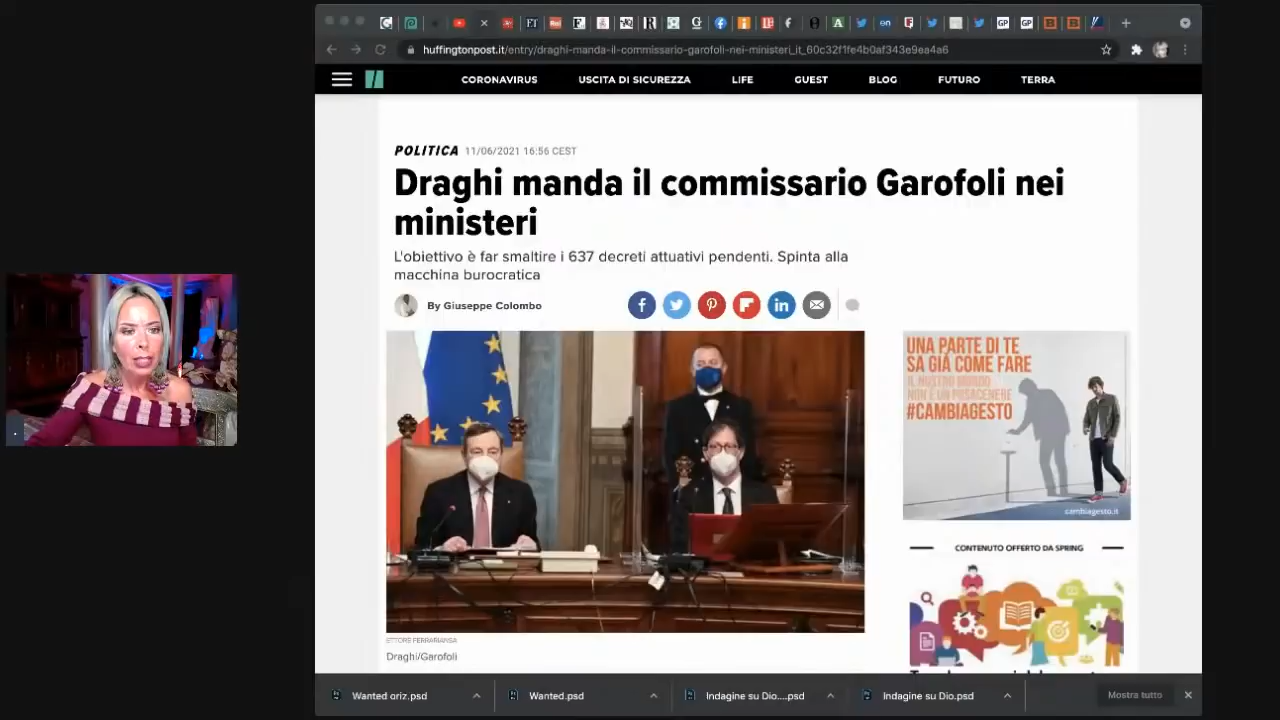 huffingtonpost.it/entry/draghi-manda-il-commissario-garofoli-nei-ministeri_it_60c32f1fe4b0af343e9ea4a6
CORONAVIRUS USCITA DI SICUREZZA LIFE GUEST BLOG FUTURO TERRA
POLITICA 11/06/2021 16:56 CEST
Draghi manda il commissario Garofoli nei
ministeri
L'obiettivo è far smaltire i 637 decreti attuativi pendenti. Spinta alla
macchina burocratica
By Giuseppe Colombo
UNA PARTE DI TE
SA GIÀ COME FARE
IL NOSTRO MONDO
NON È UN POSACENERE
#CAMBIAGESTO
cambiagesto.it
CONTENUTO OFFERTO DA SPRING
ETTORE FERRARI/ANSA
Draghi/Garofoli
Wanted oriz.psd
Wanted.psd
Indagine su Dio....psd
Indagine su Dio.psd
Mostra tutto